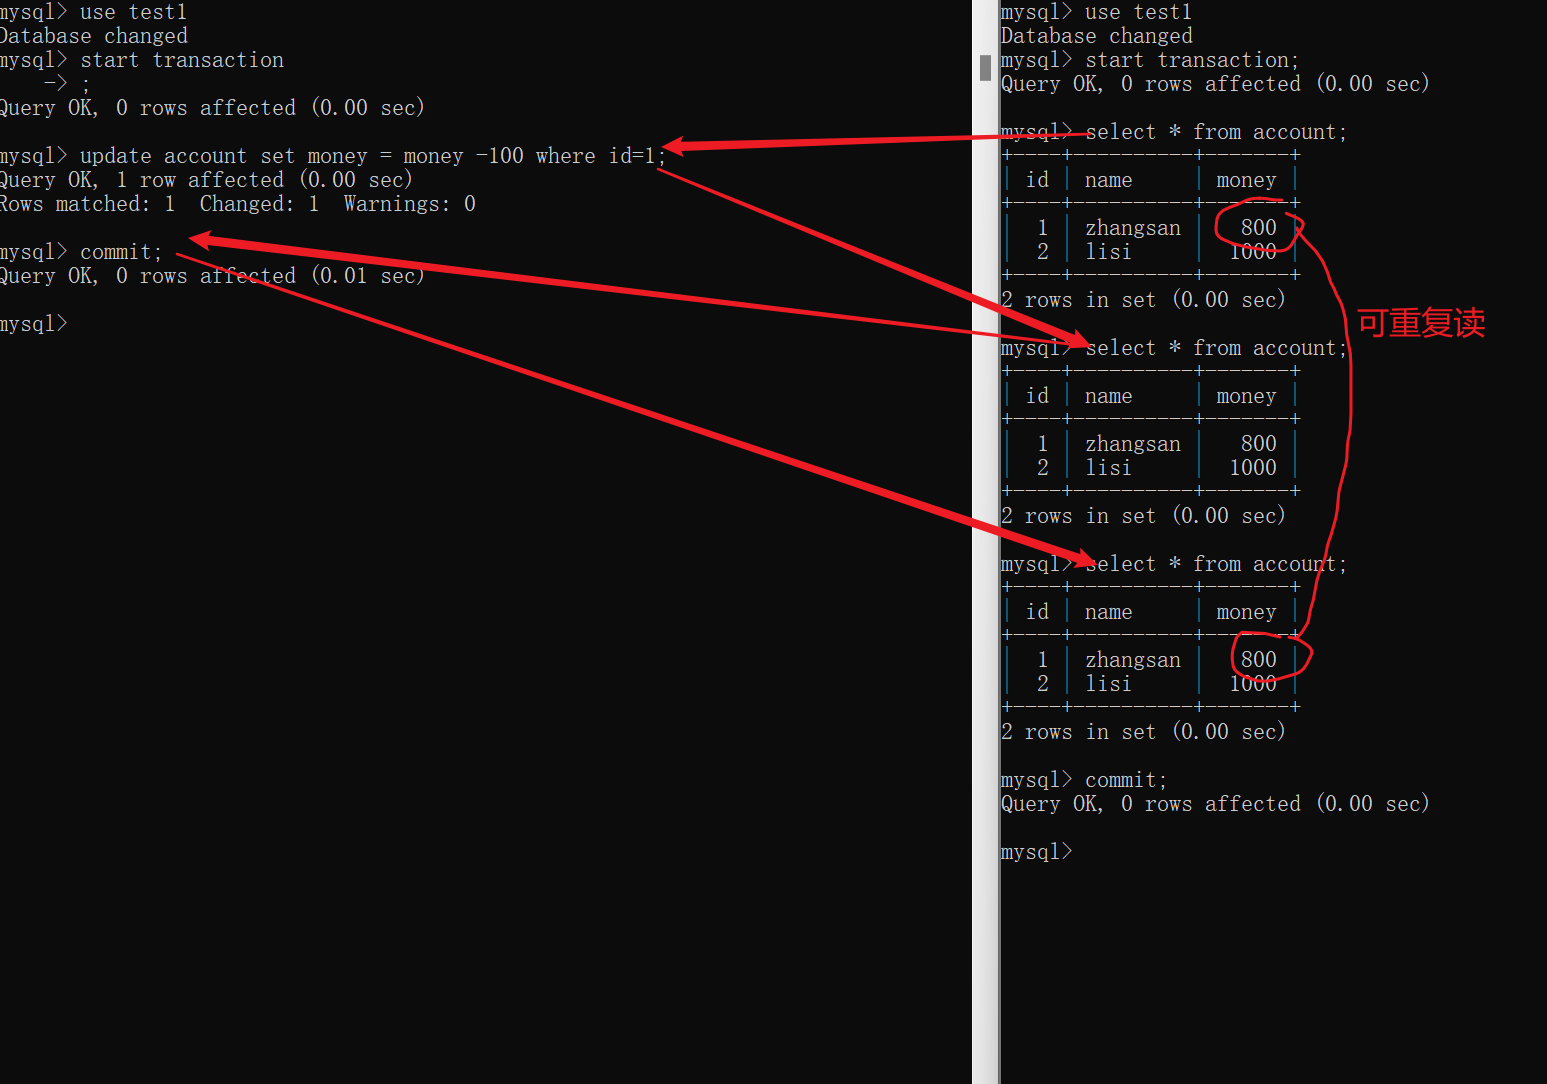 mysql> use test1
Database changed
mysql> start transaction
    -> ;
Query OK, 0 rows affected (0.00 sec)
mysql> update account set money = money -100 where id=1;
Query OK, 1 row affected (0.00 sec)
Rows matched: 1  Changed: 1  Warnings: 0
mysql> commit;
Query OK, 0 rows affected (0.01 sec)
mysql>
mysql> use test1
Database changed
mysql> start transaction;
Query OK, 0 rows affected (0.00 sec)
mysql> select * from account;
+----+----------+-------+
| id | name     | money |
+----+----------+-------+
|  1 | zhangsan |   800 |
|  2 | lisi     |  1000 |
+----+----------+-------+
2 rows in set (0.00 sec)
可重复读
mysql> select * from account;
+----+----------+-------+
| id | name     | money |
+----+----------+-------+
|  1 | zhangsan |   800 |
|  2 | lisi     |  1000 |
+----+----------+-------+
2 rows in set (0.00 sec)
mysql> select * from account;
+----+----------+-------+
| id | name     | money |
+----+----------+-------+
|  1 | zhangsan |   800 |
|  2 | lisi     |  1000 |
+----+----------+-------+
2 rows in set (0.00 sec)
mysql> commit;
Query OK, 0 rows affected (0.00 sec)
mysql>